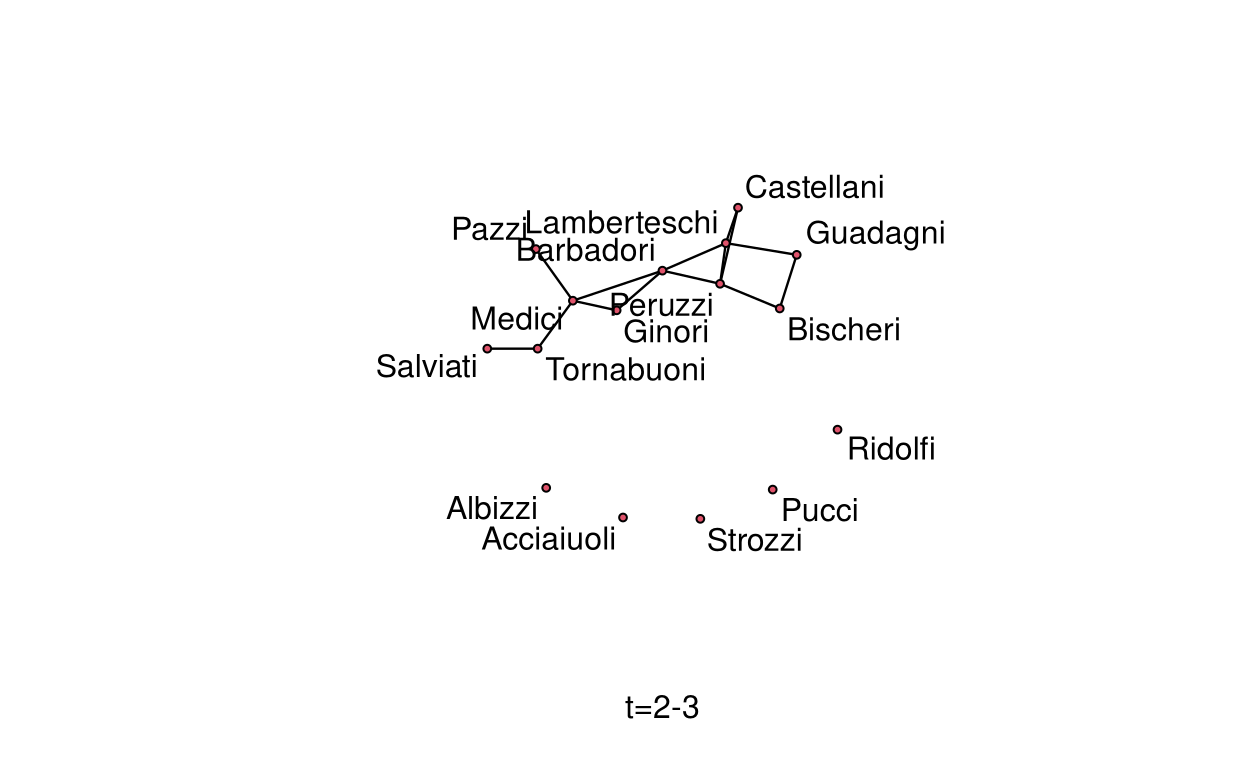 Castellani
Lamberteschi
Pazzi
Guadagni
Barbadori
Peruzzi
Medici
Ginori
Bischeri
Salviati
Tornabuoni
Ridolfi
Albizzi
Pucci
Acciaiuoli
Strozzi
t=2-3